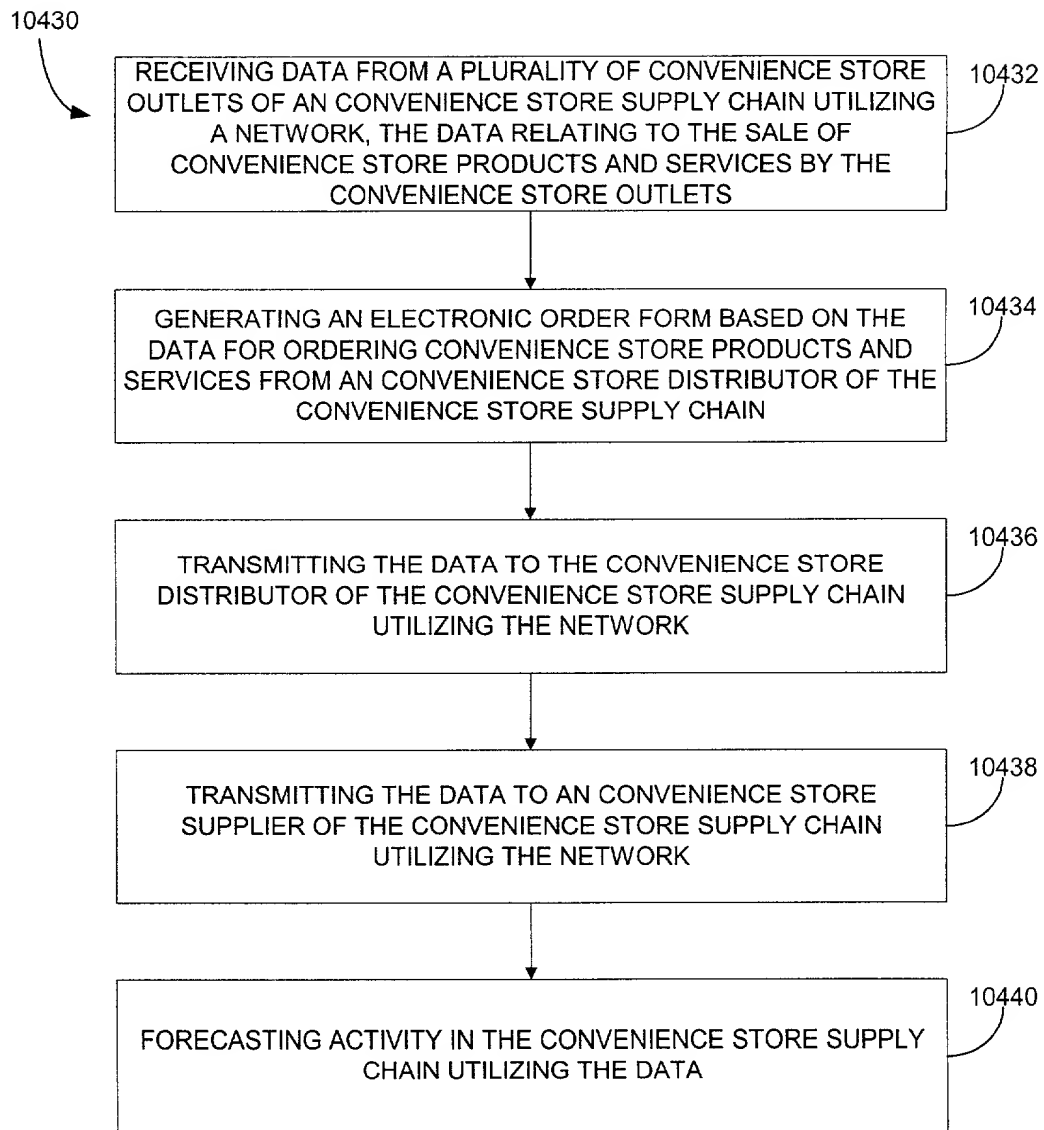 10430
RECEIVING DATA FROM A PLURALITY OF CONVENIENCE STORE
OUTLETS OF AN CONVENIENCE STORE SUPPLY CHAIN UTILIZING
A NETWORK, THE DATA RELATING TO THE SALE OF
CONVENIENCE STORE PRODUCTS AND SERVICES BY THE
CONVENIENCE STORE OUTLETS
10432
GENERATING AN ELECTRONIC ORDER FORM BASED ON THE
DATA FOR ORDERING CONVENIENCE STORE PRODUCTS AND
SERVICES FROM AN CONVENIENCE STORE DISTRIBUTOR OF THE
CONVENIENCE STORE SUPPLY CHAIN
10434
TRANSMITTING THE DATA TO THE CONVENIENCE STORE
DISTRIBUTOR OF THE CONVENIENCE STORE SUPPLY CHAIN
UTILIZING THE NETWORK
10436
TRANSMITTING THE DATA TO AN CONVENIENCE STORE
SUPPLIER OF THE CONVENIENCE STORE SUPPLY CHAIN
UTILIZING THE NETWORK
10438
FORECASTING ACTIVITY IN THE CONVENIENCE STORE SUPPLY
CHAIN UTILIZING THE DATA
10440